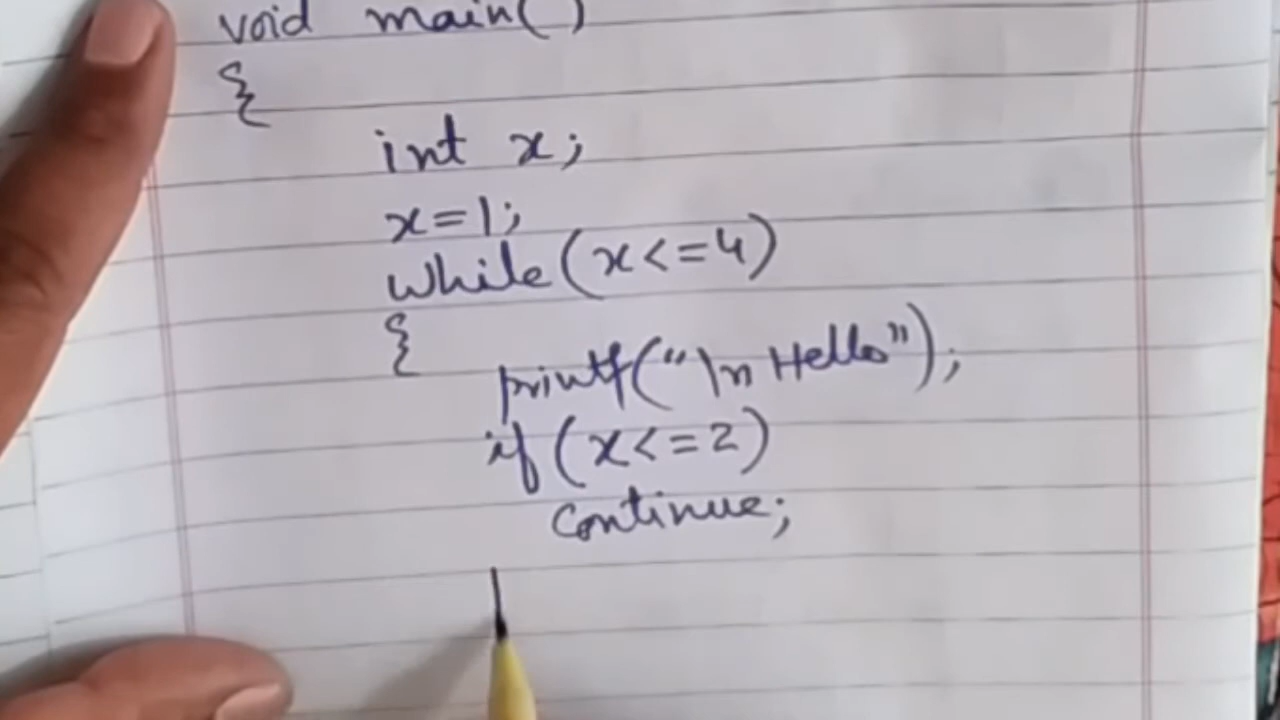 void main()
{
int x;
x=1;
while(x<=4)
{
printf("\n Hello");
if(x<=2)
continue;